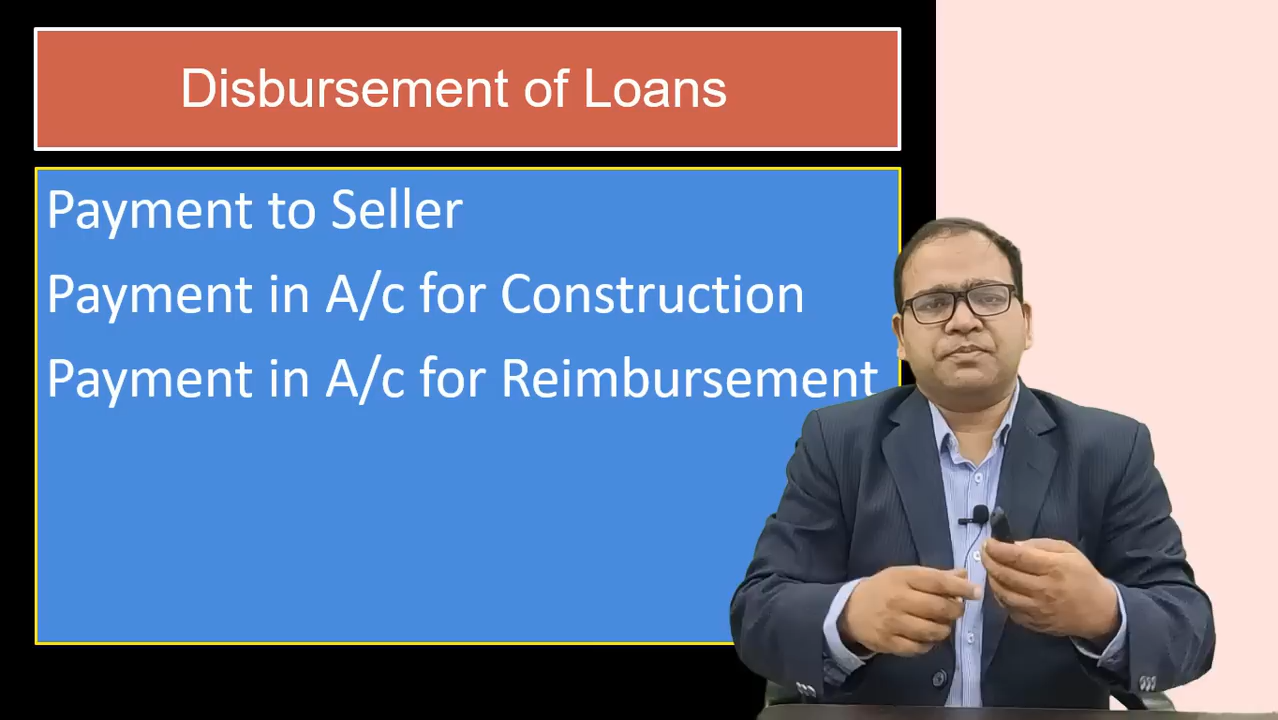 Disbursement of Loans
Payment to Seller
Payment in A/c for Construction
Payment in A/c for Reimbursement